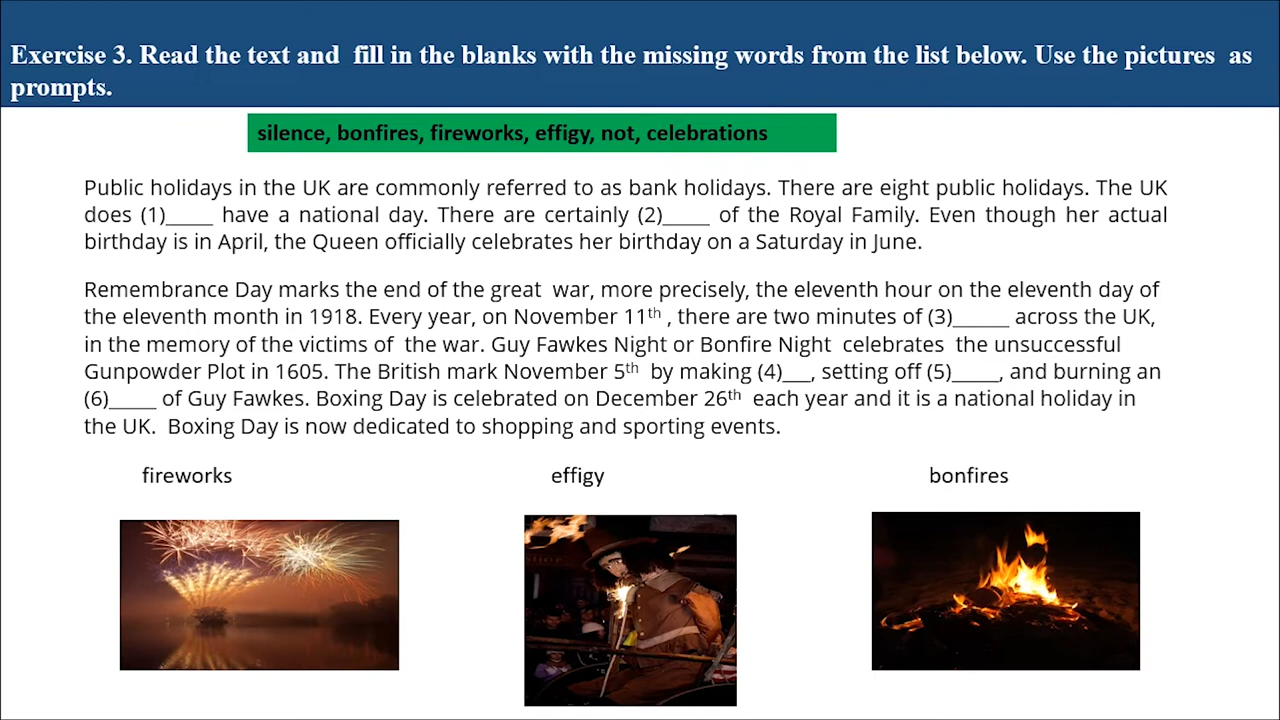 Exercise 3. Read the text and fill in the blanks with the missing words from the list below. Use the pictures as
prompts.
silence, bonfires, fireworks, effigy, not, celebrations
Public holidays in the UK are commonly referred to as bank holidays. There are eight public holidays. The UK
does (1)_____ have a national day. There are certainly (2)_____ of the Royal Family. Even though her actual
birthday is in April, the Queen officially celebrates her birthday on a Saturday in June.
Remembrance Day marks the end of the great war, more precisely, the eleventh hour on the eleventh day of
the eleventh month in 1918. Every year, on November 11th , there are two minutes of (3)______ across the UK,
in the memory of the victims of the war. Guy Fawkes Night or Bonfire Night celebrates the unsuccessful
Gunpowder Plot in 1605. The British mark November 5th by making (4)___, setting off (5)_____, and burning an
(6)_____ of Guy Fawkes. Boxing Day is celebrated on December 26th each year and it is a national holiday in
the UK. Boxing Day is now dedicated to shopping and sporting events.
fireworks
effigy
bonfires